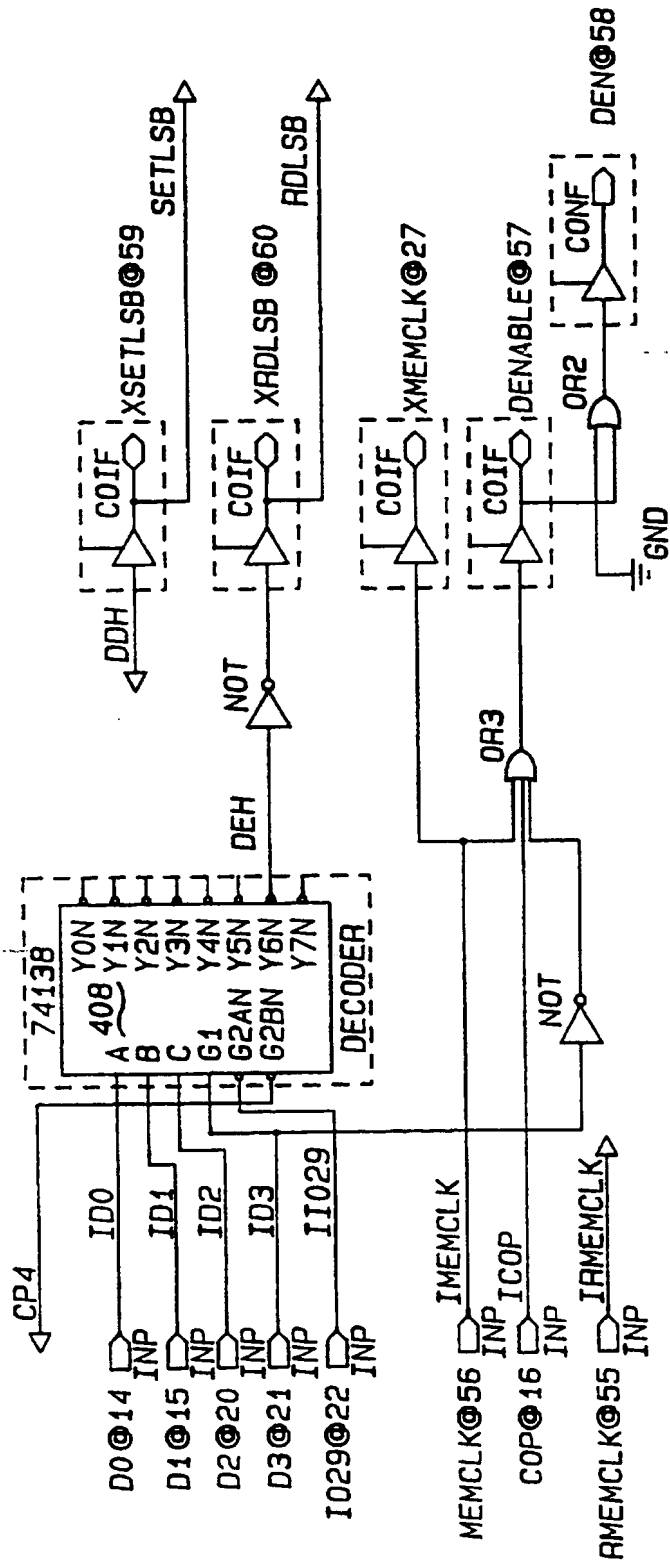 CP4
D0@14
INP
ID0
D1@15
INP
ID1
D2@20
INP
ID2
D3@21
INP
ID3
IO29@22
INP
IIO29
74138
408
A
B
C
G1
G2AN
G2BN
Y0N
Y1N
Y2N
Y3N
Y4N
Y5N
Y6N
Y7N
DECODER
DEH
NOT
DDH
COIF
XSETLSB@59
SETLSB
COIF
XRDLSB @60
RDLSB
MEMCLK@56
INP
IMEMCLK
COP@16
INP
ICOP
RMEMCLK@55
INP
IRMEMCLK
NOT
OR3
COIF
XMEMCLK@27
COIF
DENABLE@57
GND
OR2
CONF
DEN@58